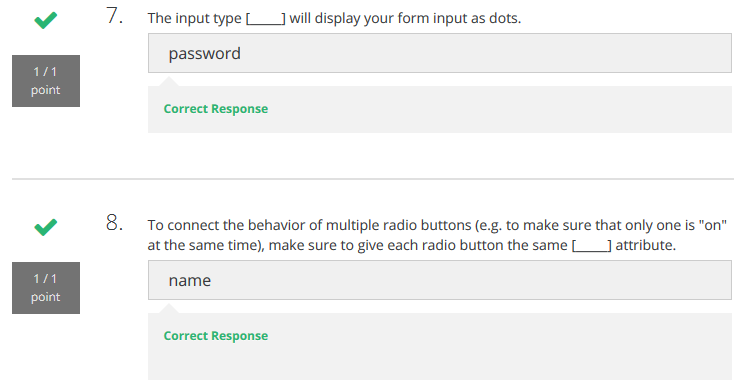 7.
The input type [_____] will display your form input as dots.
password
1 / 1
point
Correct Response
8.
To connect the behavior of multiple radio buttons (e.g. to make sure that only one is "on"
at the same time), make sure to give each radio button the same [_____] attribute.
name
1 / 1
point
Correct Response